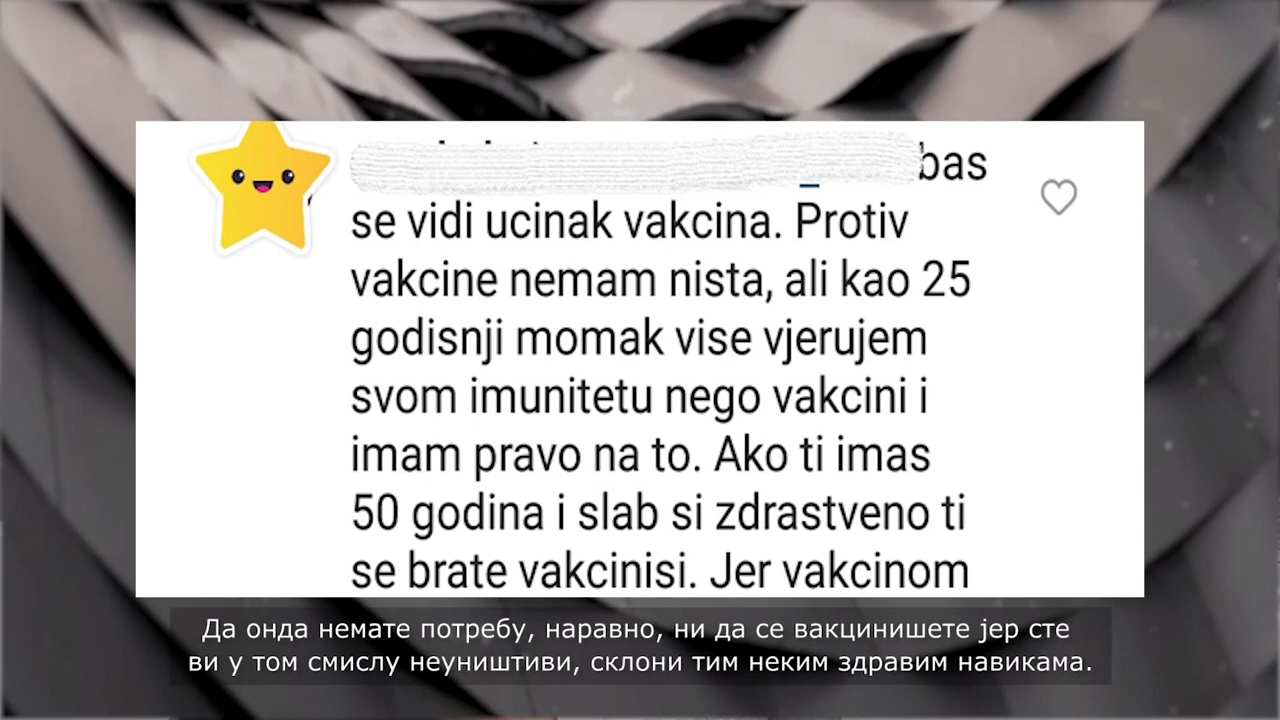 bas
se vidi ucinak vakcina. Protiv
vakcine nemam nista, ali kao 25
godisnji momak vise vjerujem
svom imunitetu nego vakcini i
imam pravo na to. Ako ti imas
50 godina i slab si zdrastveno ti
se brate vakcinisi. Jer vakcinom
Да онда немате потребу, наравно, ни да се вакцинишете јер сте
ви у том смислу неуништиви, склони тим неким здравим навикама.